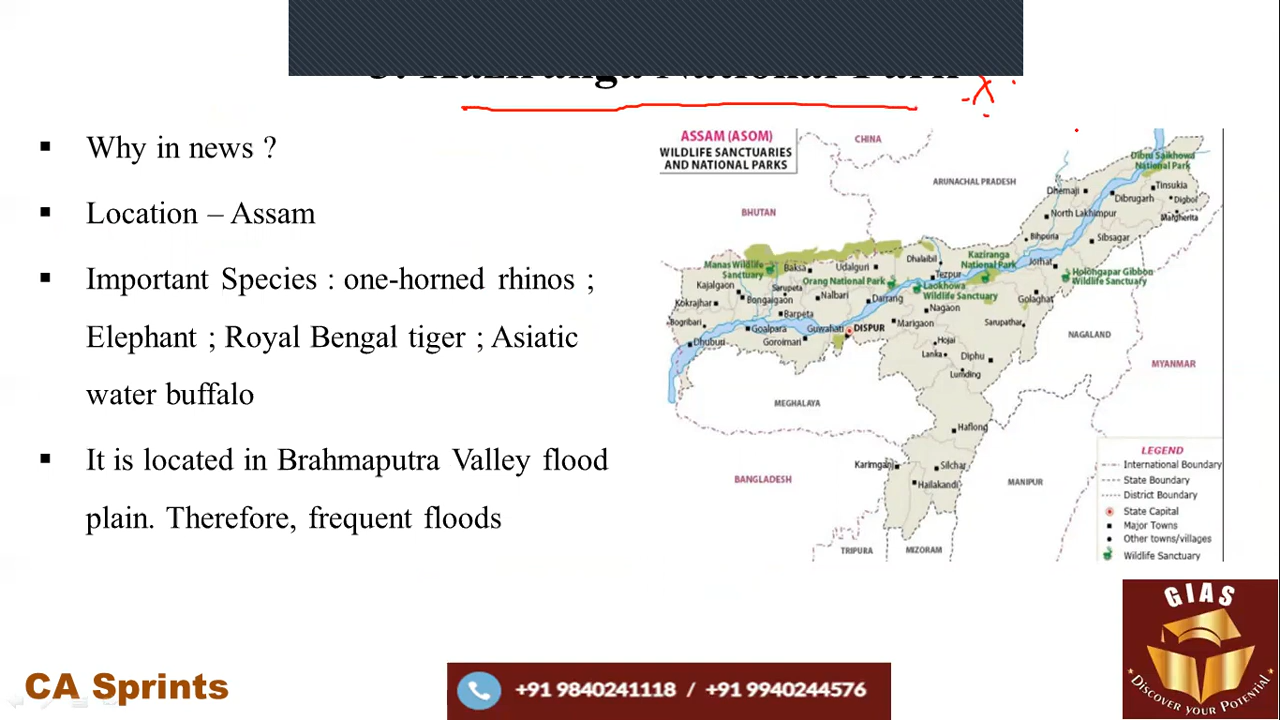 3. Kaziranga National Park
Why in news ?
Location – Assam
Important Species : one-horned rhinos ;
Elephant ; Royal Bengal tiger ; Asiatic
water buffalo
It is located in Brahmaputra Valley flood
plain. Therefore, frequent floods
ASSAM (ASOM)
WILDLIFE SANCTUARIES
AND NATIONAL PARKS
CHINA
ARUNACHAL PRADESH
BHUTAN
Dibru Saikhowa
National Park
Tinsukia
Dhemaji
Dibrugarh
Digboi
Margherita
North Lakhimpur
Bihpuria
Sibsagar
Dhalaibil
Kaziranga
National Park
Jorhat
Manas Wildlife
Sanctuary
Baksa
Udalguri
Tezpur
Orang National Park
Holongapar Gibbon
Wildlife Sanctuary
Kajalgaon
Sarupeta
Laokhowa
Wildlife Sanctuary
Golaghat
Kokrajhar
Bongaigaon
Nalbari
Darrang
Nagaon
Barpeta
Bogribari
Goalpara
Guwahati
DISPUR
Marigaon
Sarupathar
NAGALAND
Dhuburi
Goroimari
Hojai
Lanka
Diphu
MYANMAR
Lumding
MEGHALAYA
Haflong
Karimganj
Silchar
BANGLADESH
Hailakandi
MANIPUR
TRIPURA
MIZORAM
LEGEND
International Boundary
State Boundary
District Boundary
State Capital
Major Towns
Other towns/villages
Wildlife Sanctuary
GIAS
DISCOVER YOUR POTENTIAL
CA Sprints
+91 9840241118 / +91 9940244576